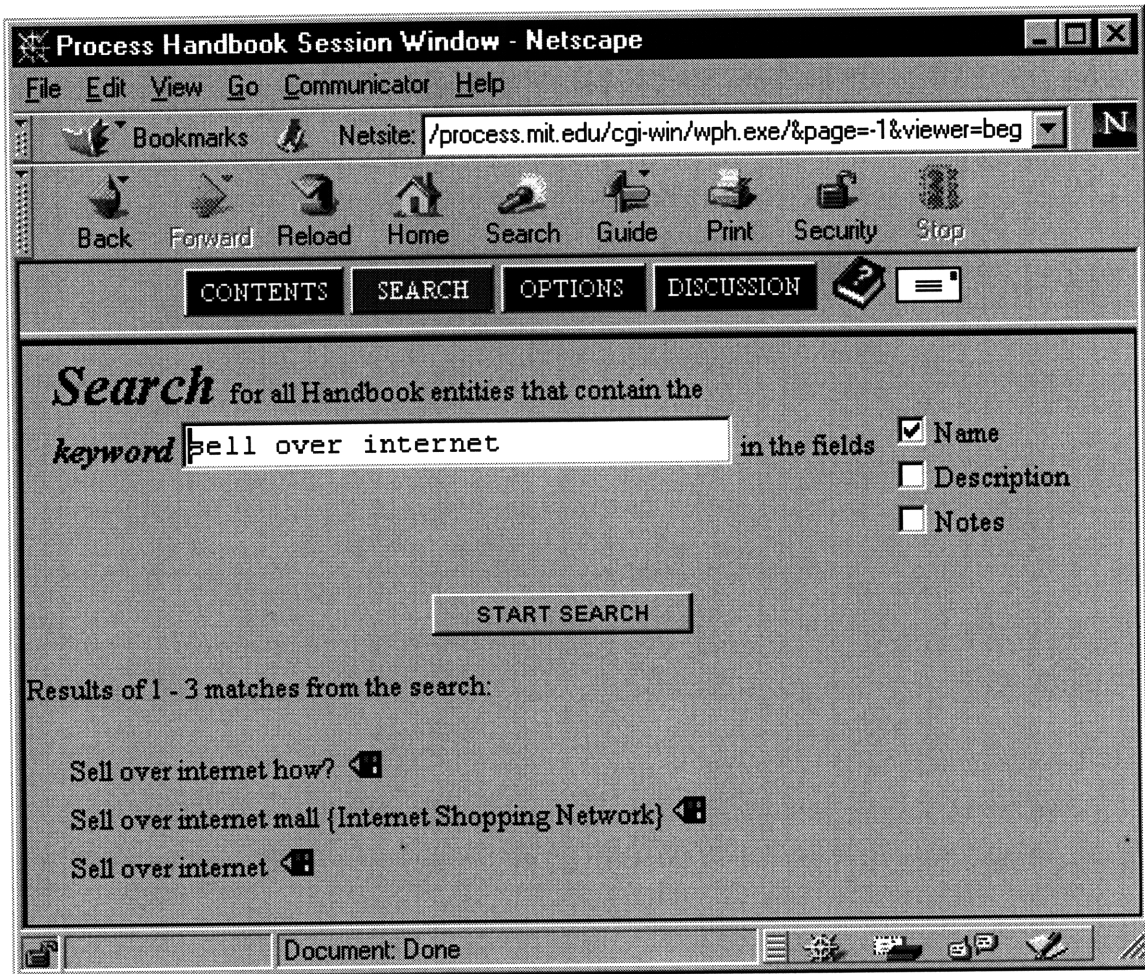 Process Handbook Session Window - Netscape
File Edit View Go Communicator Help
Bookmarks Netsite: /process.mit.edu/cgi-win/wph.exe/&page=-1&viewer=beg N
Back Forward Reload Home Search Guide Print Security Stop
CONTENTS SEARCH OPTIONS DISCUSSION ?
Search for all Handbook entities that contain the
keyword sell over internet in the fields Name
Description
Notes
START SEARCH
Results of 1 - 3 matches from the search:
Sell over internet how?
Sell over internet mall {Internet Shopping Network}
Sell over internet
Document: Done